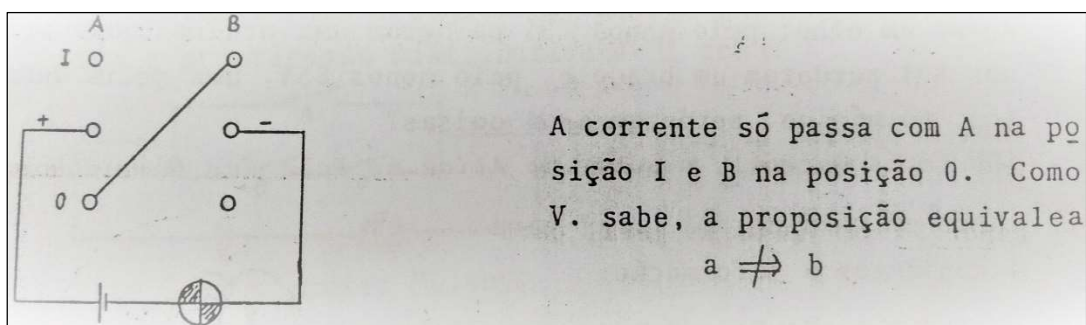 A B
I
+ -
0
A corrente só passa com A na po
sição I e B na posição 0. Como
V. sabe, a proposição equivalea
a ⇏ b